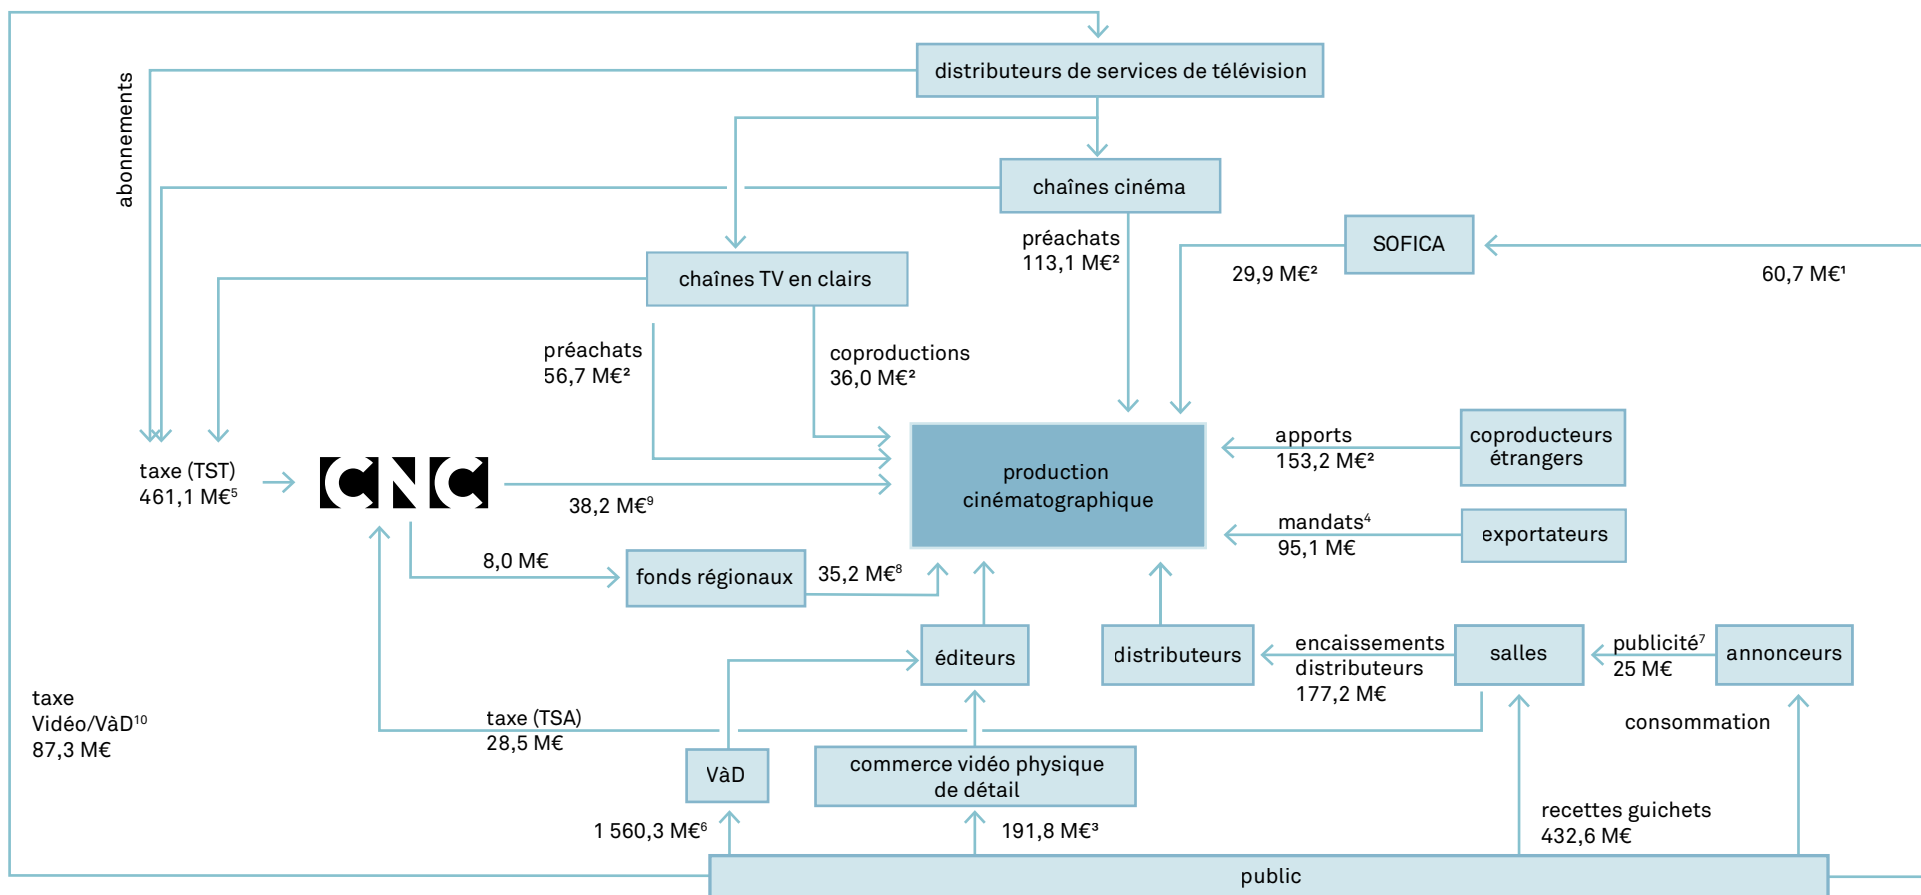 distributeurs de services de télévision
abonnements
chaînes cinéma
préachats
113,1 M€²
SOFICA
29,9 M€²
60,7 M€¹
chaînes TV en clairs
préachats
56,7 M€²
coproductions
36,0 M€²
taxe (TST)
461,1 M€⁵
CNC
38,2 M€⁹
production
cinématographique
apports
153,2 M€²
coproducteurs
étrangers
mandats⁴
95,1 M€
exportateurs
8,0 M€
fonds régionaux
35,2 M€⁸
éditeurs
distributeurs
encaissements
distributeurs
177,2 M€
salles
publicité⁷
25 M€
annonceurs
taxe
Vidéo/VàD¹⁰
87,3 M€
taxe (TSA)
28,5 M€
consommation
VàD
commerce vidéo physique
de détail
1 560,3 M€⁶
191,8 M€³
recettes guichets
432,6 M€
public